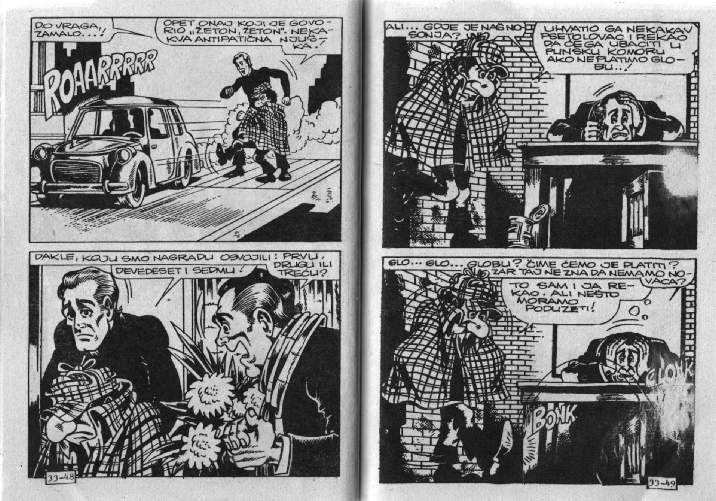 DO VRAGA,
ZAMALO...!
OPET ONAJ KOJI JE GOVO-
RIO „ŽETON, ŽETON". NEKA-
KVA ANTIPATIČNA NJUŠ-
KA!
ROAARRRRRR
DAKLE, KOJU SMO NAGRADU OSVOJILI: PRVU,
DRUGU ILI
TREĆU?
DEVEDESET I SEDMU!
33-48
ALI... GDJE JE NAŠ NO-
SONJA?
UHVATIO GA NEKAKAV
PSETOLOVAC I REKAO
DA ĆE GA UBACITI U
PLINSKU KOMORU
AKO NE PLATIMO GLO-
BU...!
GLO... GLO... GLOBU? ČIME ĆEMO JE PLATITI?
ZAR TAJ NE ZNA DA NEMAMO NO-
VACA?
TO SAM I JA RE-
KAO. ALI NEŠTO
MORAMO
PODUZETI!
GLONK
BONK
33-49